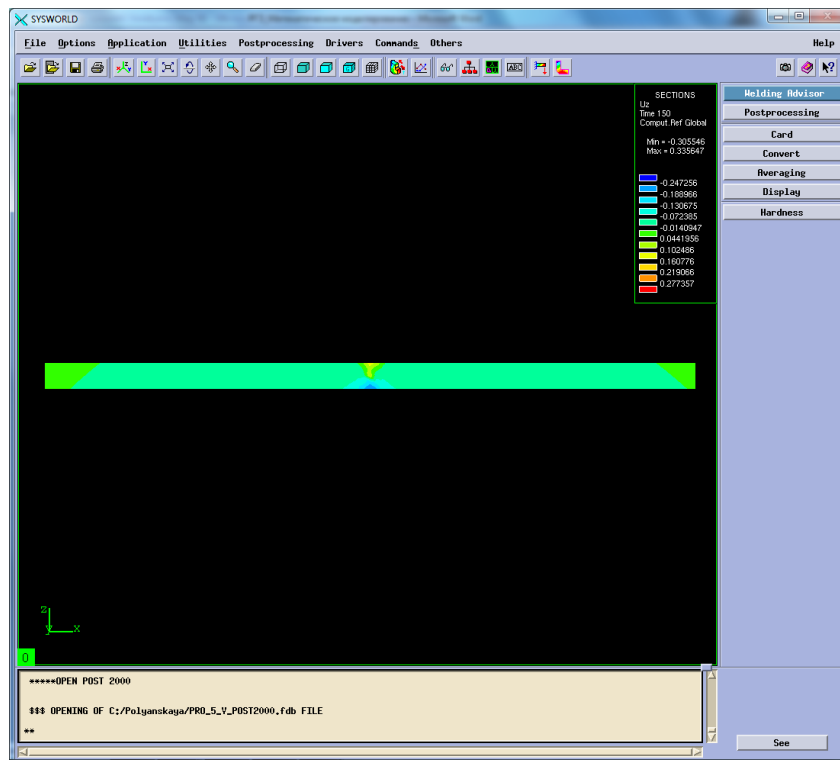 SYSWORLD
File Options Application Utilities Postprocessing Drivers Commands Others Help
ABC
SECTIONS
Uz
Time 150
Comput.Ref Global
Min = -0.305546
Max = 0.335647
-0.247256
-0.188966
-0.130675
-0.072385
-0.0140947
0.0441956
0.102486
0.160776
0.219066
0.277357
Welding Advisor
Postprocessing
Card
Convert
Averaging
Display
Hardness
z
y x
0
*****OPEN POST 2000
$$$ OPENING OF C:/Polyanskaya/PRO_5_V_POST2000.fdb FILE
**
See